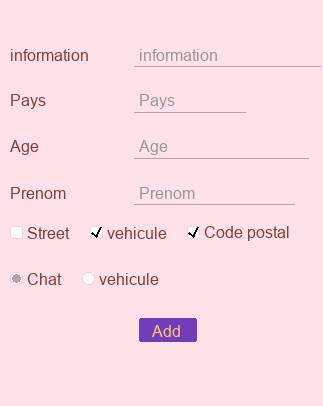 information information
Pays Pays
Age Age
Prenom Prenom
Street vehicule Code postal
Chat vehicule
Add